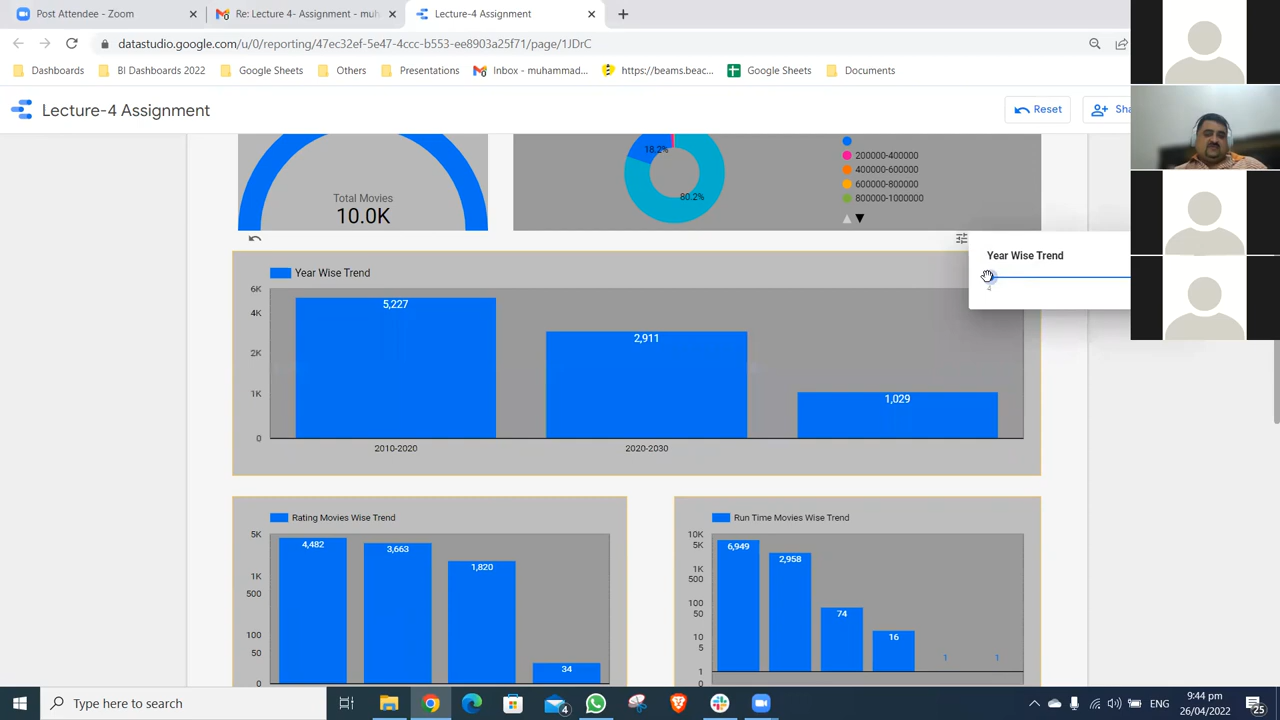 Post Attendee - Zoom
Re: Lecture 4- Assignment - muh
Lecture-4 Assignment
datastudio.google.com/u/0/reporting/47ec32ef-5e47-4ccc-b553-ee8903a25f71/page/1JDrC
Dashboards
BI Dashboards 2022
Google Sheets
Others
Presentations
Inbox - muhammad...
https://beams.beac...
Google Sheets
Documents
Lecture-4 Assignment
Reset
Sha
Total Movies
10.0K
18.2%
80.2%
200000-400000
400000-600000
600000-800000
800000-1000000
Year Wise Trend
4
Year Wise Trend
6K
4K
2K
1K
0
5,227
2,911
1,029
2010-2020
2020-2030
Rating Movies Wise Trend
5K
1K
500
100
50
0
4,482
3,663
1,820
34
Run Time Movies Wise Trend
10K
5K
1K
500
100
50
10
5
1
6,949
2,958
74
16
1
1
Type here to search
4
ENG
9:44 pm
26/04/2022
25